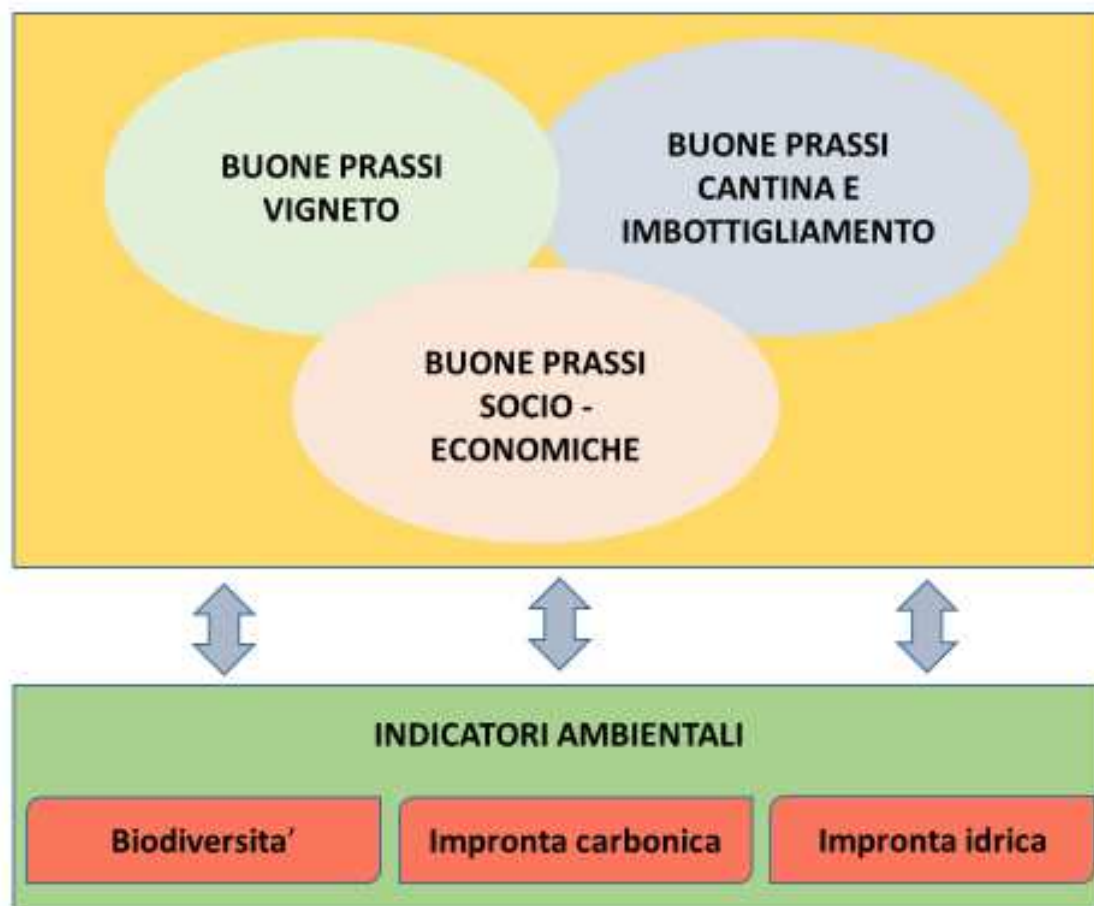 BUONE PRASSI
VIGNETO
BUONE PRASSI
CANTINA E
IMBOTTIGLIAMENTO
BUONE PRASSI
SOCIO -
ECONOMICHE
INDICATORI AMBIENTALI
Biodiversita’
Impronta carbonica
Impronta idrica